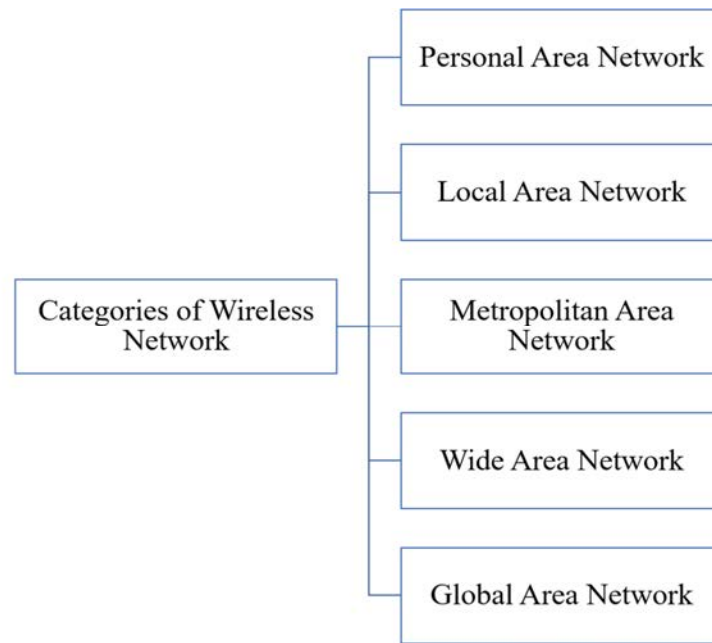 Personal Area Network
Local Area Network
Categories of Wireless
Network
Metropolitan Area
Network
Wide Area Network
Global Area Network